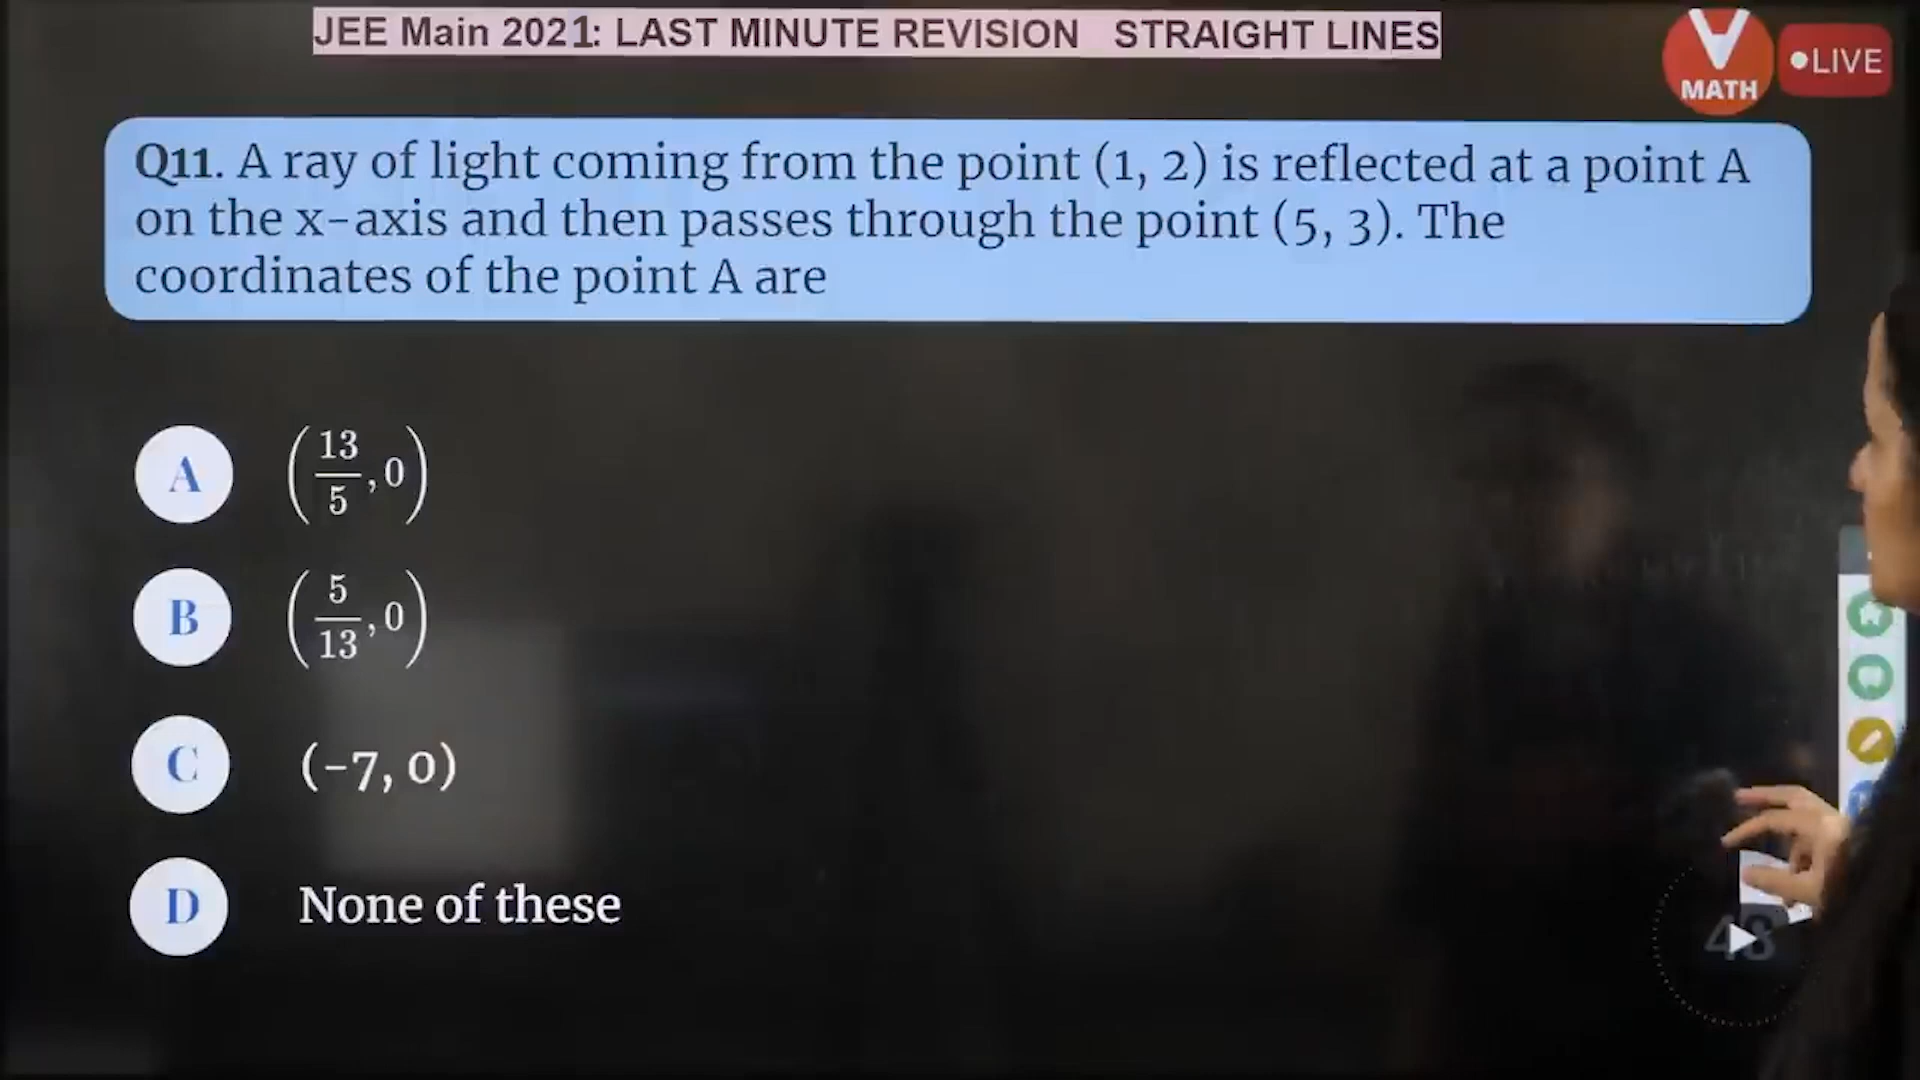 JEE Main 2021: LAST MINUTE REVISION STRAIGHT LINES
V
MATH
LIVE
Q11. A ray of light coming from the point (1, 2) is reflected at a point A
on the x-axis and then passes through the point (5, 3). The
coordinates of the point A are
A (13/5, 0)
B (5/13, 0)
C (-7, 0)
D None of these
48